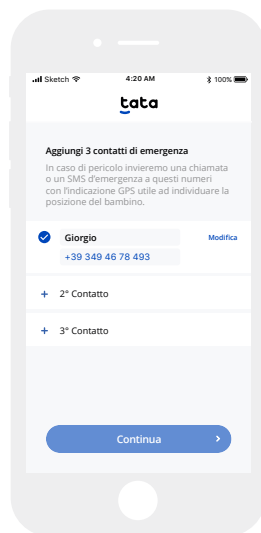 Sketch
4:20 AM
100%
tata
Aggiungi 3 contatti di emergenza
In caso di pericolo invieremo una chiamata
o un SMS d'emergenza a questi numeri
con l'indicazione GPS utile ad individuare la
posizione del bambino.
Giorgio
Modifica
+39 349 46 78 493
+ 2° Contatto
+ 3° Contatto
Continua